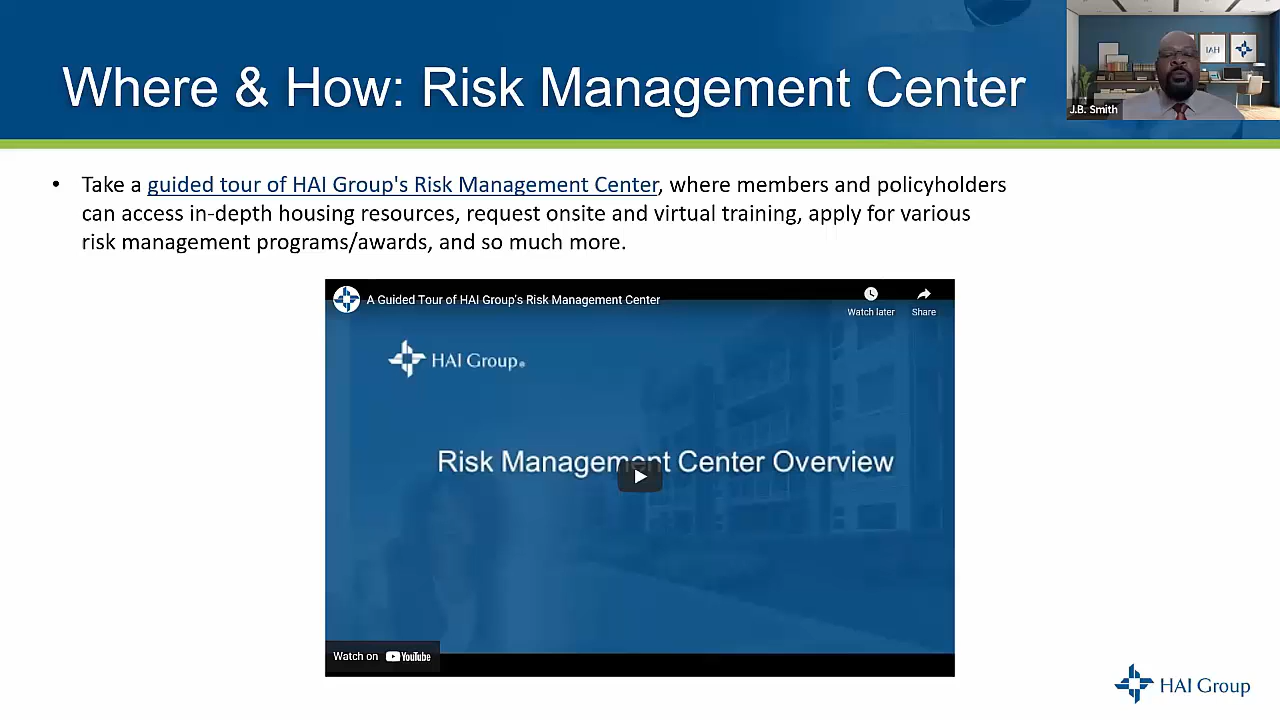 Where & How: Risk Management Center
HAI
J.B. Smith
• Take a guided tour of HAI Group's Risk Management Center, where members and policyholders
can access in-depth housing resources, request onsite and virtual training, apply for various
risk management programs/awards, and so much more.
A Guided Tour of HAI Group's Risk Management Center
Watch later
Share
HAI Group®
Risk Management Center Overview
Watch on YouTube
HAI Group